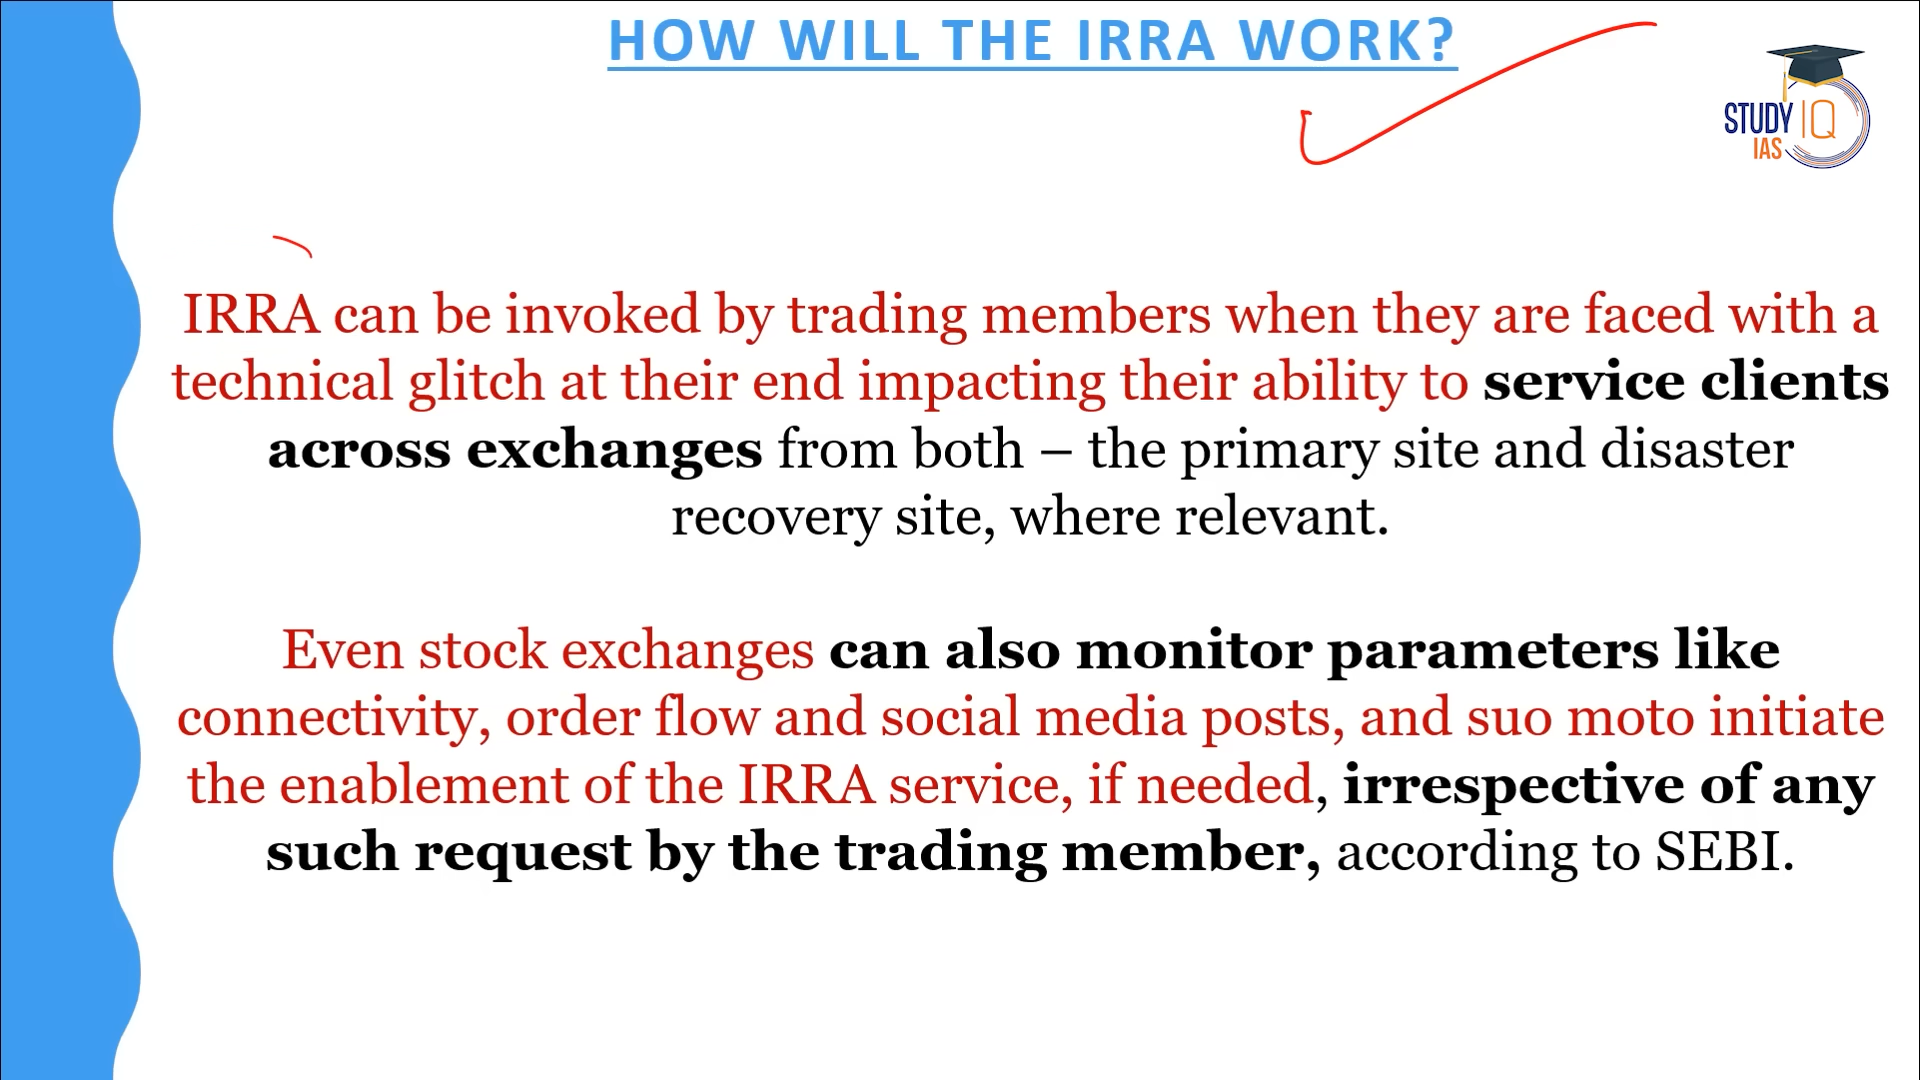 HOW WILL THE IRRA WORK?
STUDY IQ
IAS
IRRA can be invoked by trading members when they are faced with a
technical glitch at their end impacting their ability to service clients
across exchanges from both – the primary site and disaster
recovery site, where relevant.
Even stock exchanges can also monitor parameters like
connectivity, order flow and social media posts, and suo moto initiate
the enablement of the IRRA service, if needed, irrespective of any
such request by the trading member, according to SEBI.